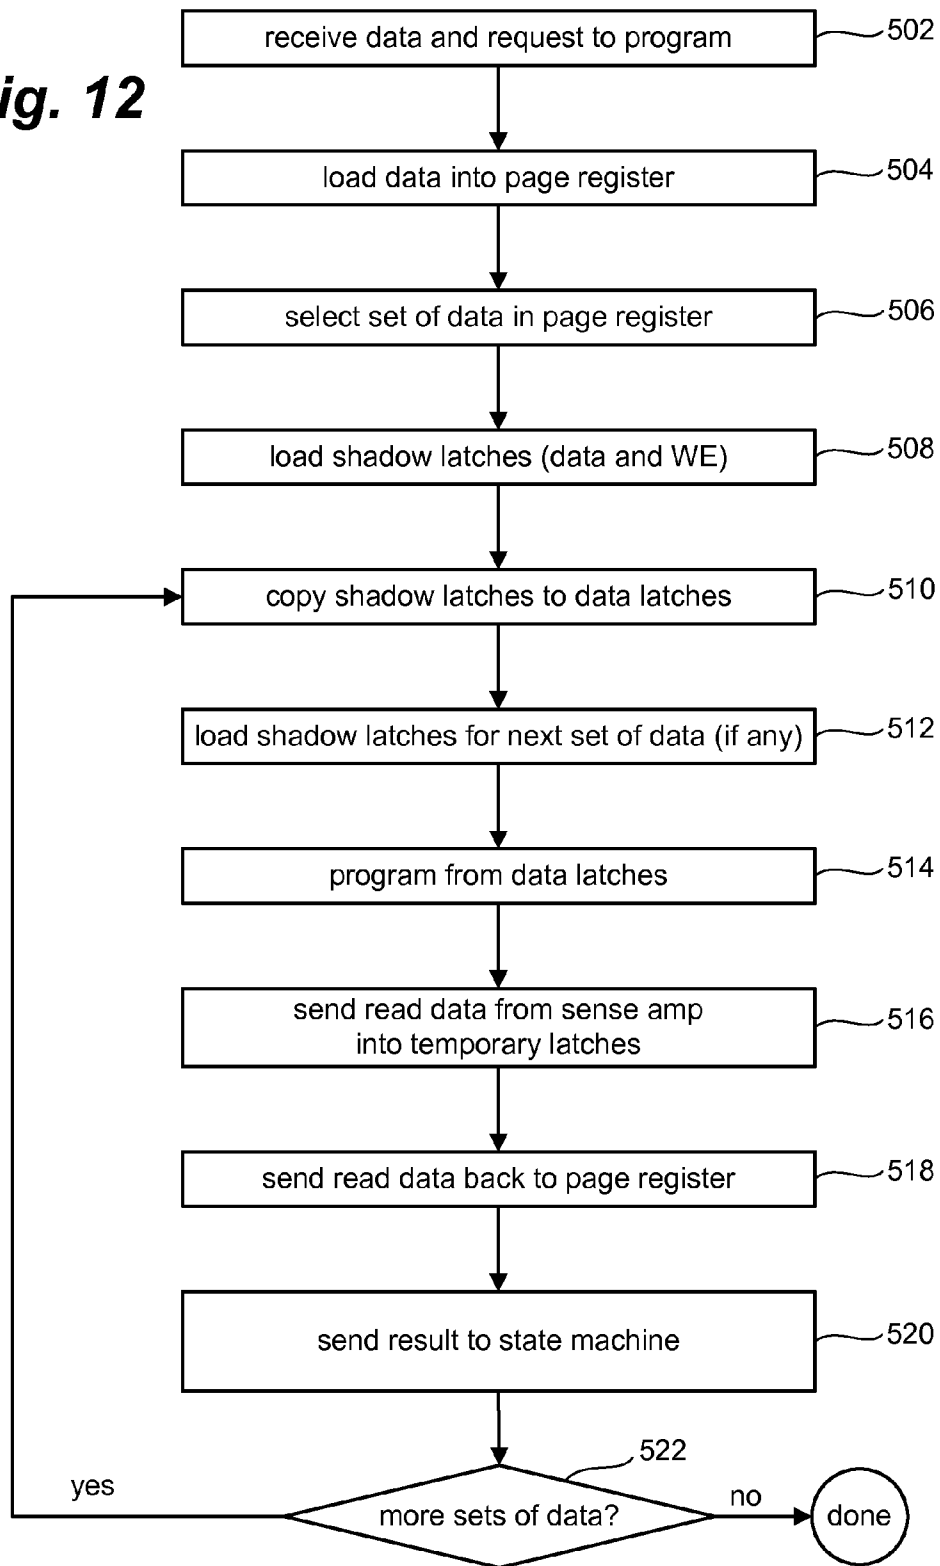 receive data and request to program
502
ig. 12
load data into page register
504
select set of data in page register
506
load shadow latches (data and WE)
508
copy shadow latches to data latches
510
load shadow latches for next set of data (if any)
512
program from data latches
514
send read data from sense amp
into temporary latches
516
send read data back to page register
518
send result to state machine
520
522
yes
more sets of data?
no
done